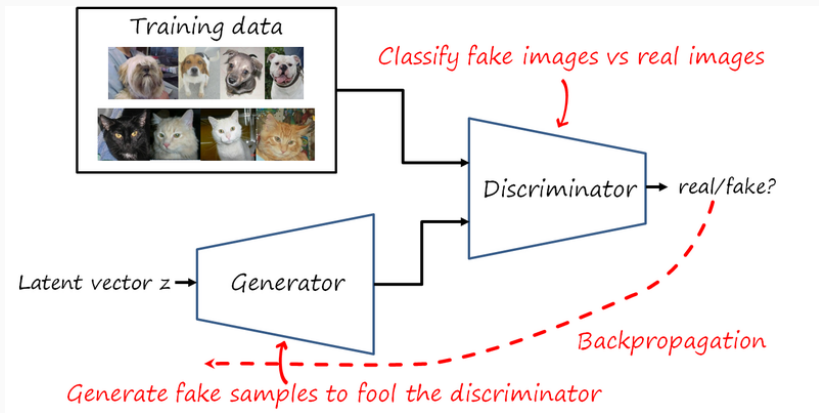 Training data
Classify fake images vs real images
Discriminator
real/fake?
Latent vector z
Generator
Backpropagation
Generate fake samples to fool the discriminator